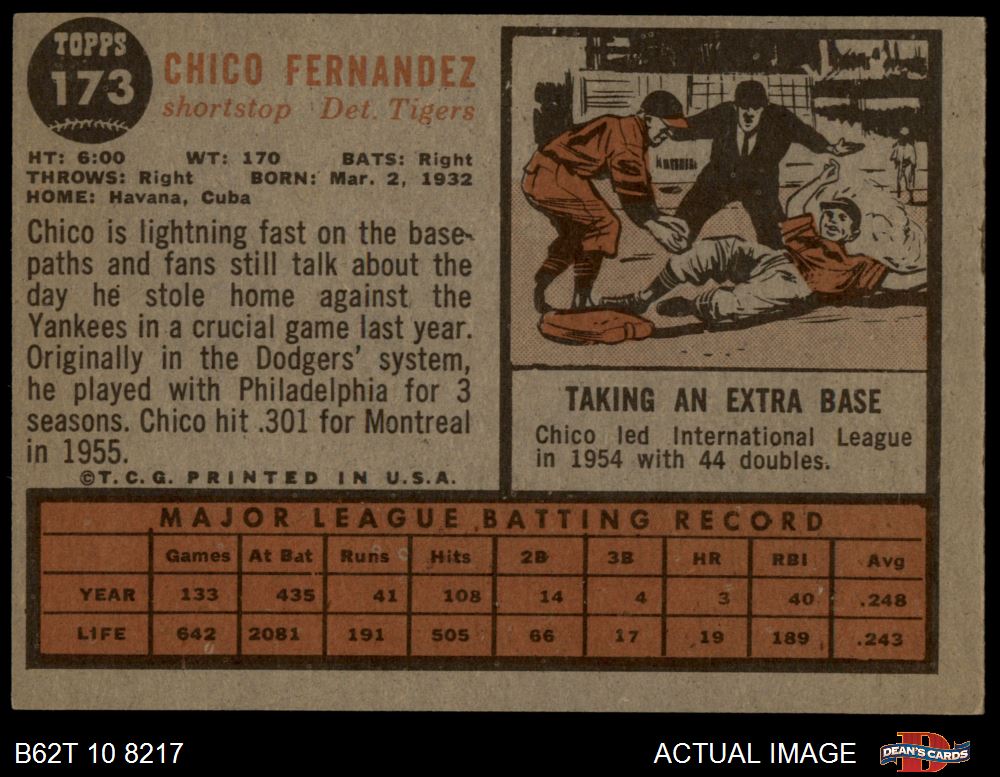 TOPPS
173
CHICO FERNANDEZ
shortstop Det. Tigers
HT: 6:00 WT: 170 BATS: Right
THROWS: Right BORN: Mar. 2, 1932
HOME: Havana, Cuba
Chico is lightning fast on the base-
paths and fans still talk about the
day he stole home against the
Yankees in a crucial game last year.
Originally in the Dodgers' system,
he played with Philadelphia for 3
seasons. Chico hit .301 for Montreal
in 1955.
©T. C. G. PRINTED IN U.S.A.
TAKING AN EXTRA BASE
Chico led International League
in 1954 with 44 doubles.
MAJOR LEAGUE BATTING RECORD
Games At Bat Runs Hits 2B 3B HR RBI Avg
YEAR 133 435 41 108 14 4 3 40 .248
LIFE 642 2081 191 505 66 17 19 189 .243
B62T 10 8217
ACTUAL IMAGE
DEAN'S CARDS